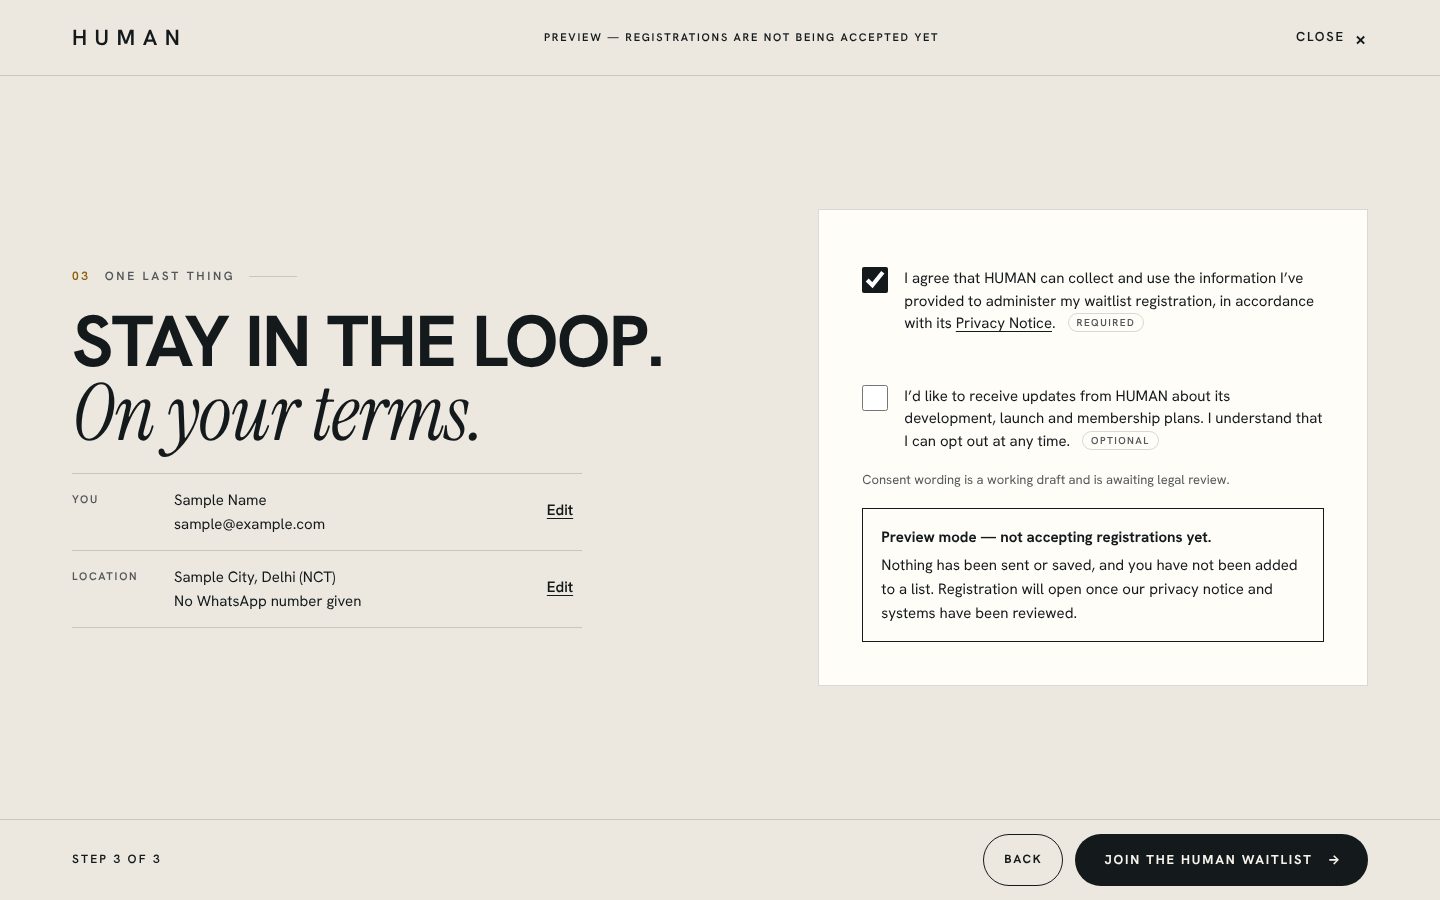 HUMAN
PREVIEW — REGISTRATIONS ARE NOT BEING ACCEPTED YET
CLOSE ×
03 ONE LAST THING
STAY IN THE LOOP.
On your terms.
YOU
Sample Name
sample@example.com
Edit
LOCATION
Sample City, Delhi (NCT)
No WhatsApp number given
Edit
I agree that HUMAN can collect and use the information I’ve
provided to administer my waitlist registration, in accordance
with its Privacy Notice. REQUIRED
I’d like to receive updates from HUMAN about its
development, launch and membership plans. I understand that
I can opt out at any time. OPTIONAL
Consent wording is a working draft and is awaiting legal review.
Preview mode — not accepting registrations yet.
Nothing has been sent or saved, and you have not been added
to a list. Registration will open once our privacy notice and
systems have been reviewed.
STEP 3 OF 3
BACK
JOIN THE HUMAN WAITLIST →